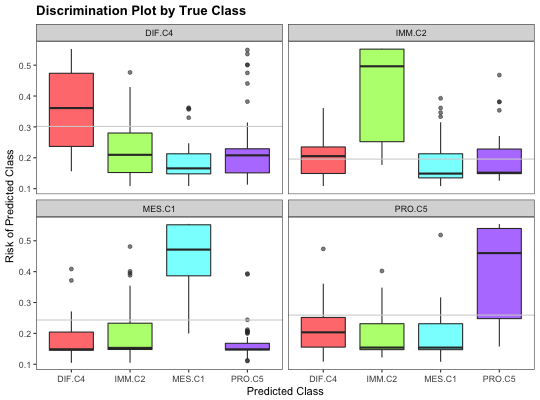 Discrimination Plot by True Class
DIF.C4
IMM.C2
0.5
0.4
0.3
0.2
0.1
MES.C1
PRO.C5
0.5
0.4
0.3
0.2
0.1
Risk of Predicted Class
DIF.C4 IMM.C2 MES.C1 PRO.C5
DIF.C4 IMM.C2 MES.C1 PRO.C5
Predicted Class